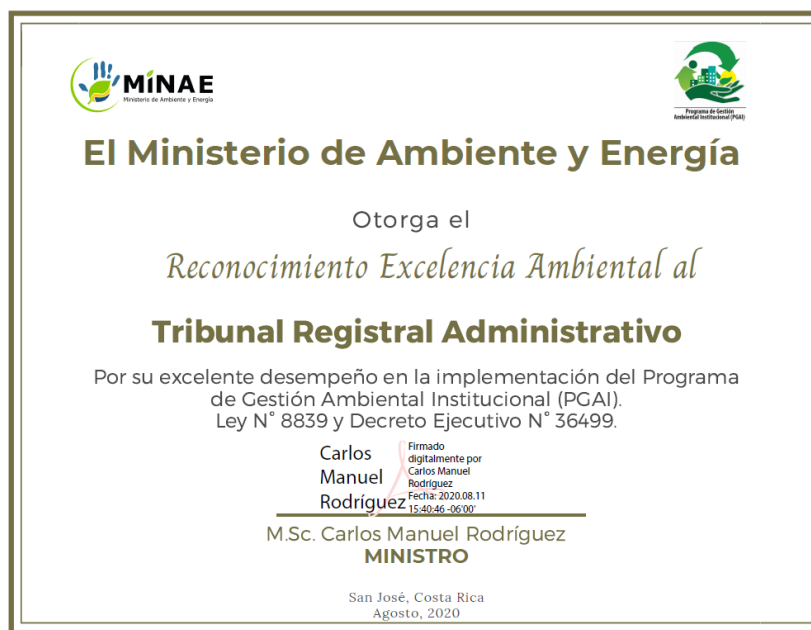 MINAE
Ministerio de Ambiente y Energía
Programa de Gestión
Ambiental Institucional (PGAI)
El Ministerio de Ambiente y Energía
Otorga el
Reconocimiento Excelencia Ambiental al
Tribunal Registral Administrativo
Por su excelente desempeño en la implementación del Programa
de Gestión Ambiental Institucional (PGAI).
Ley N° 8839 y Decreto Ejecutivo N° 36499.
Carlos
Manuel
Rodríguez
Firmado
digitalmente por
Carlos Manuel
Rodríguez
Fecha: 2020.08.11
15:40:46 -06'00'
M.Sc. Carlos Manuel Rodríguez
MINISTRO
San José, Costa Rica
Agosto, 2020